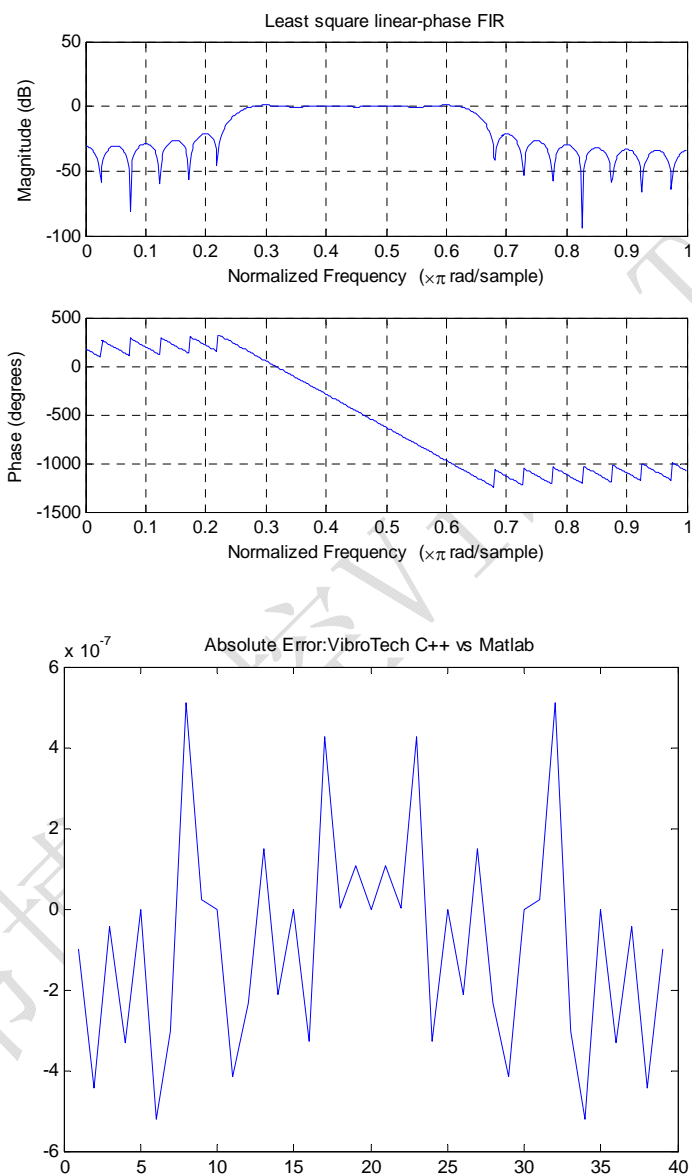 Least square linear-phase FIR
50
0
-50
-100
Magnitude (dB)
0 0.1 0.2 0.3 0.4 0.5 0.6 0.7 0.8 0.9 1
Normalized Frequency (×π rad/sample)
500
0
-500
-1000
-1500
Phase (degrees)
0 0.1 0.2 0.3 0.4 0.5 0.6 0.7 0.8 0.9 1
Normalized Frequency (×π rad/sample)
Absolute Error:VibroTech C++ vs Matlab
x 10⁻⁷
6
4
2
0
-2
-4
-6
0 5 10 15 20 25 30 35 40